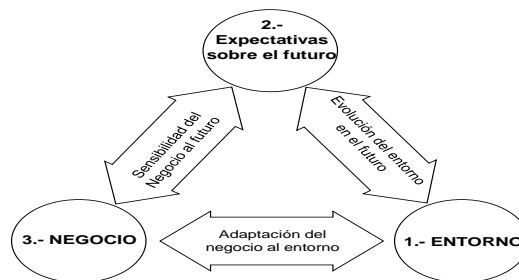 2.-
Expectativas
sobre el futuro
Sensibilidad del
Negocio al futuro
Evolución del entorno
en el futuro
3.- NEGOCIO
Adaptación del
negocio al entorno
1.- ENTORNO